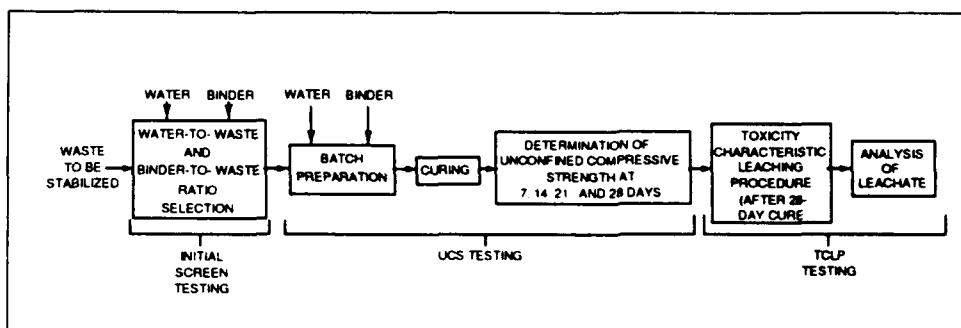 WATER BINDER
WASTE
TO BE
STABILIZED
WATER-TO-WASTE
AND
BINDER-TO-WASTE
RATIO
SELECTION
WATER BINDER
BATCH
PREPARATION
CURING
DETERMINATION OF
UNCONFINED COMPRESSIVE
STRENGTH AT
7, 14 21 AND 28 DAYS
TOXICITY
CHARACTERISTIC
LEACHING
PROCEDURE
(AFTER 28-
DAY CURE
ANALYSIS
OF
LEACHATE
INITIAL
SCREEN
TESTING
UCS TESTING
TCLP
TESTING